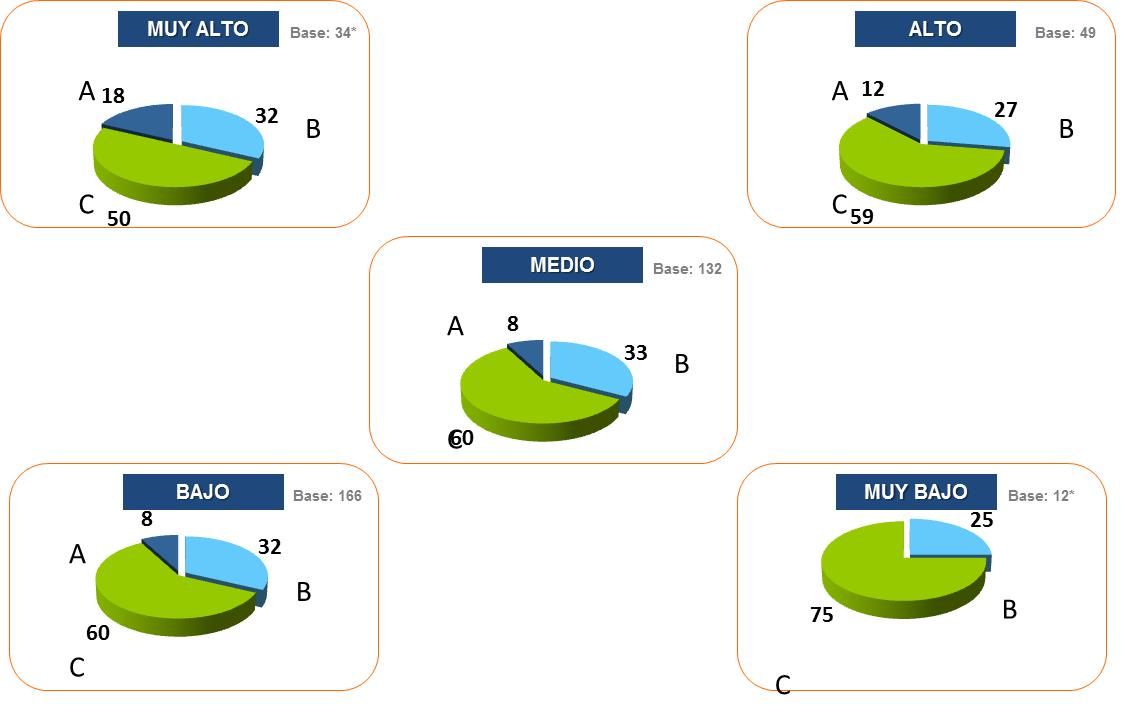 MUY ALTO
Base: 34*
A
18
32
B
C
50
ALTO
Base: 49
A
12
27
B
C
59
MEDIO
Base: 132
A
8
33
B
C
60
BAJO
Base: 166
8
A
32
B
60
C
MUY BAJO
Base: 12*
25
75
B
C